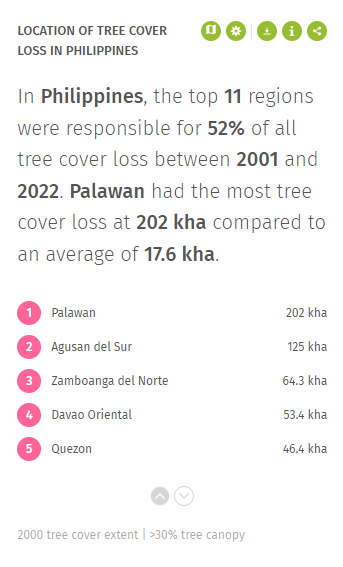 LOCATION OF TREE COVER
LOSS IN PHILIPPINES
In Philippines, the top 11 regions
were responsible for 52% of all
tree cover loss between 2001 and
2022. Palawan had the most tree
cover loss at 202 kha compared to
an average of 17.6 kha.
1 Palawan 202 kha
2 Agusan del Sur 125 kha
3 Zamboanga del Norte 64.3 kha
4 Davao Oriental 53.4 kha
5 Quezon 46.4 kha
2000 tree cover extent | >30% tree canopy